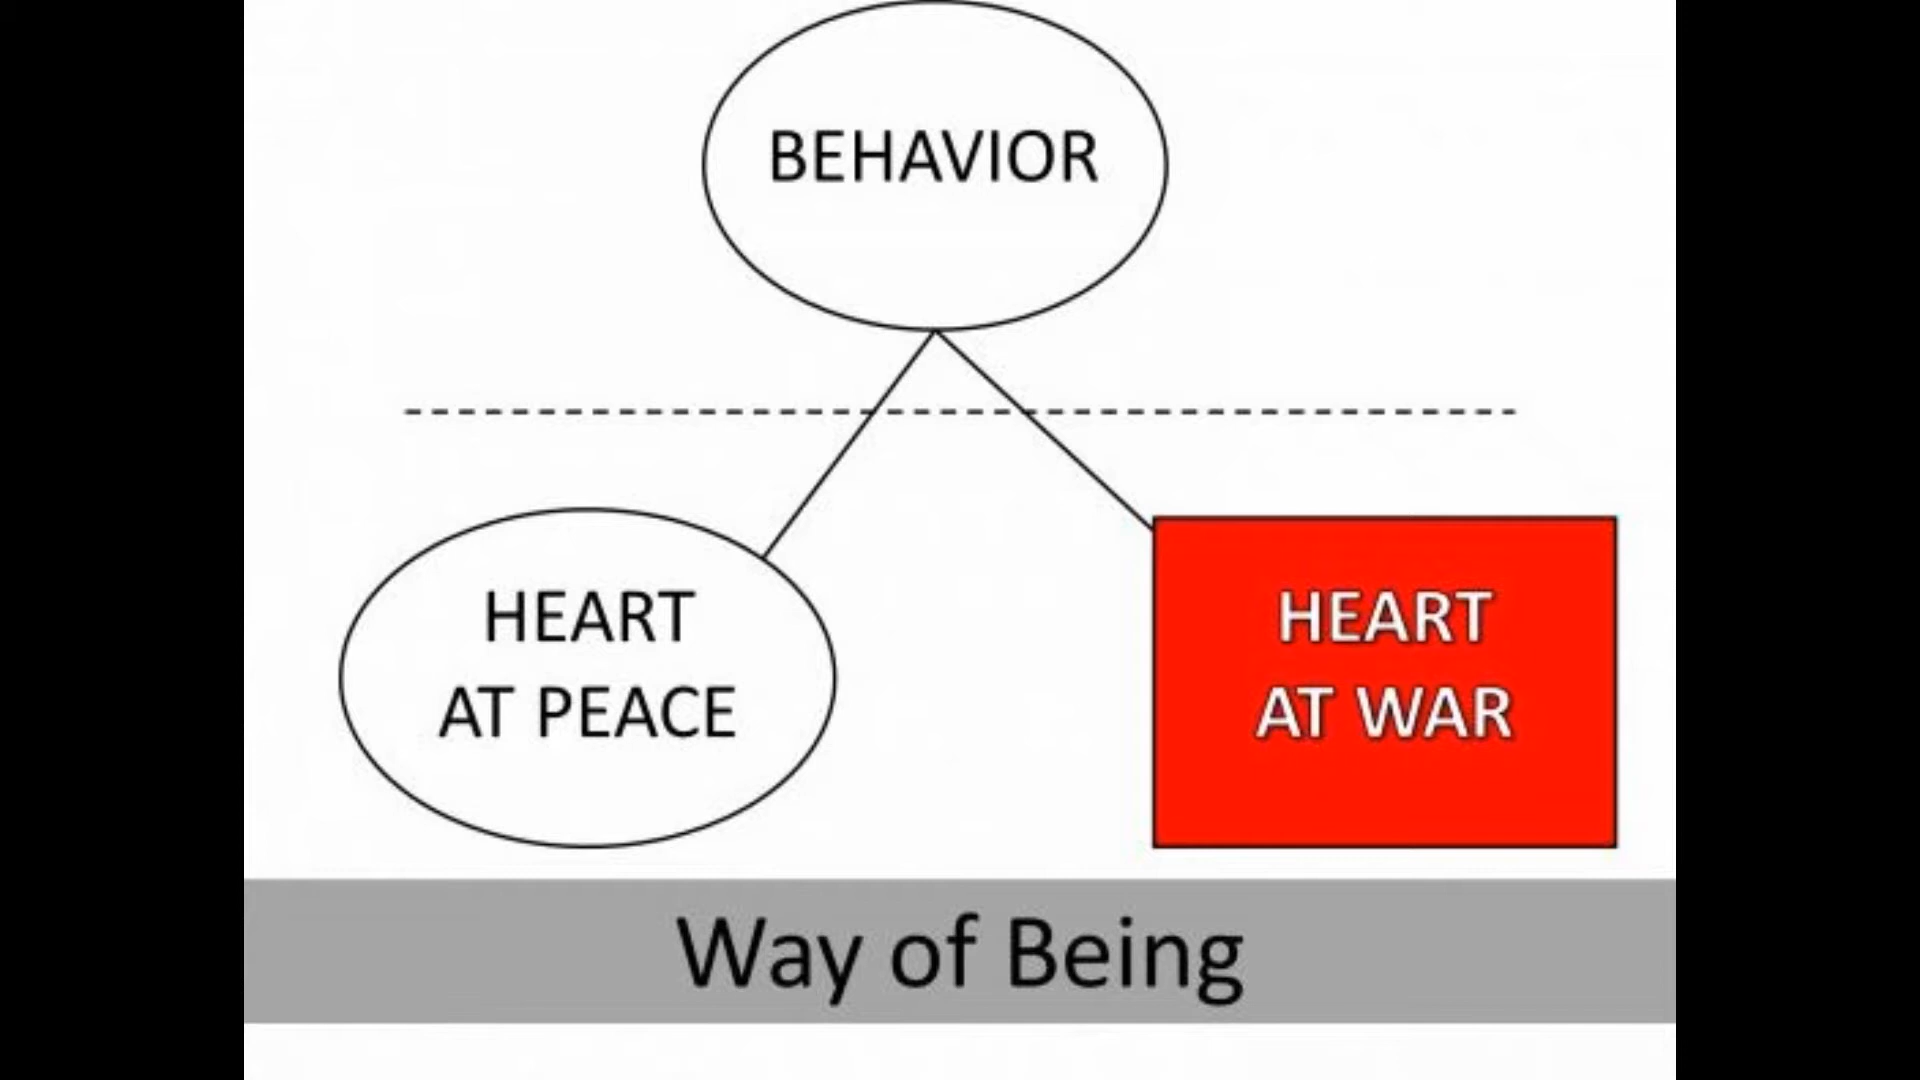 BEHAVIOR
HEART
AT PEACE
HEART
AT WAR
Way of Being